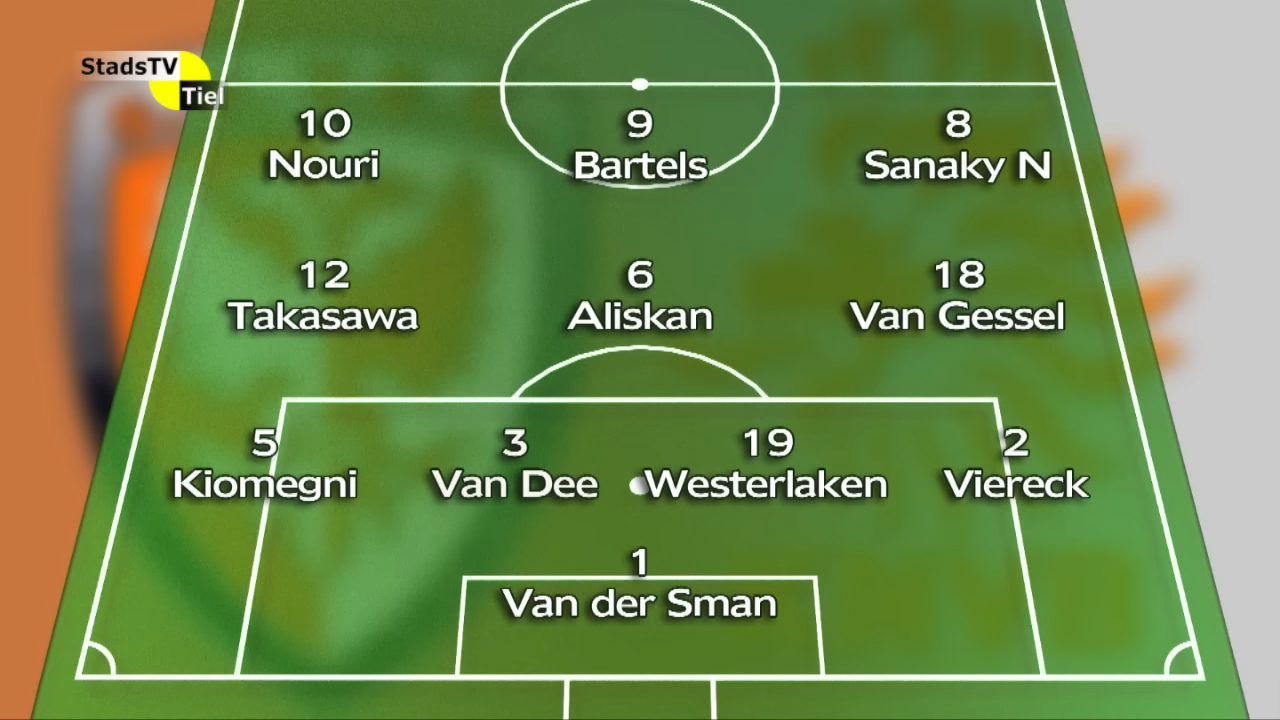 StadsTV
Tiel
10
Nouri
9
Bartels
8
Sanaky N
12
Takasawa
6
Aliskan
18
Van Gessel
5
Kiomegni
3
Van Dee
19
Westerlaken
2
Viereck
1
Van der Sman